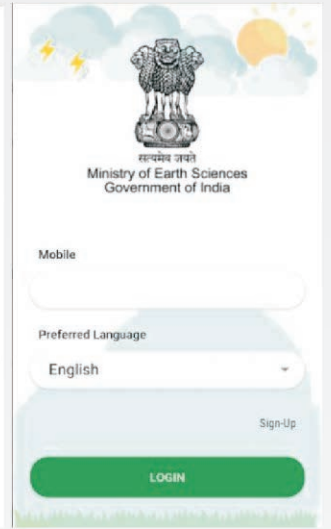 सत्यमेव जयते
Ministry of Earth Sciences
Government of India
Mobile
Preferred Language
English
Sign-Up
LOGIN